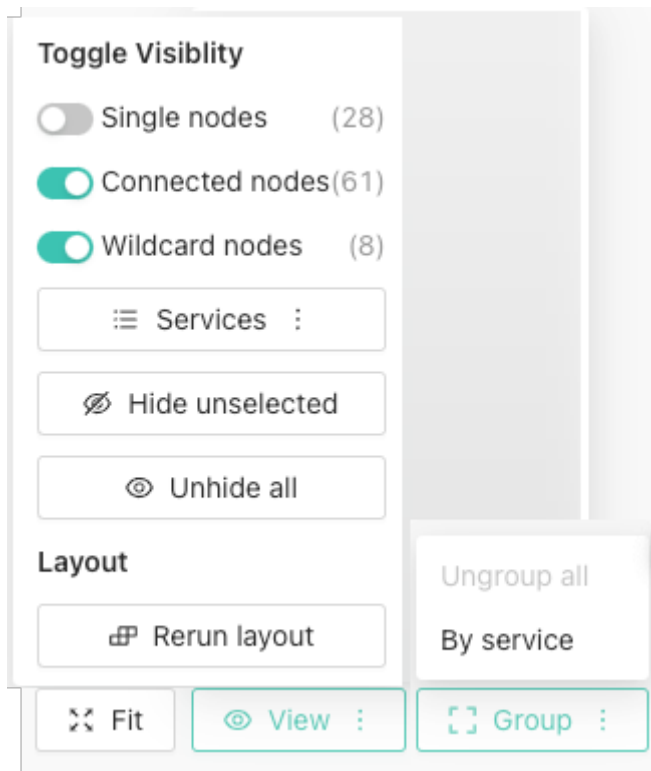 Toggle Visiblity
Single nodes (28)
Connected nodes (61)
Wildcard nodes (8)
Services
Hide unselected
Unhide all
Layout
Rerun layout
Ungroup all
By service
Fit View Group